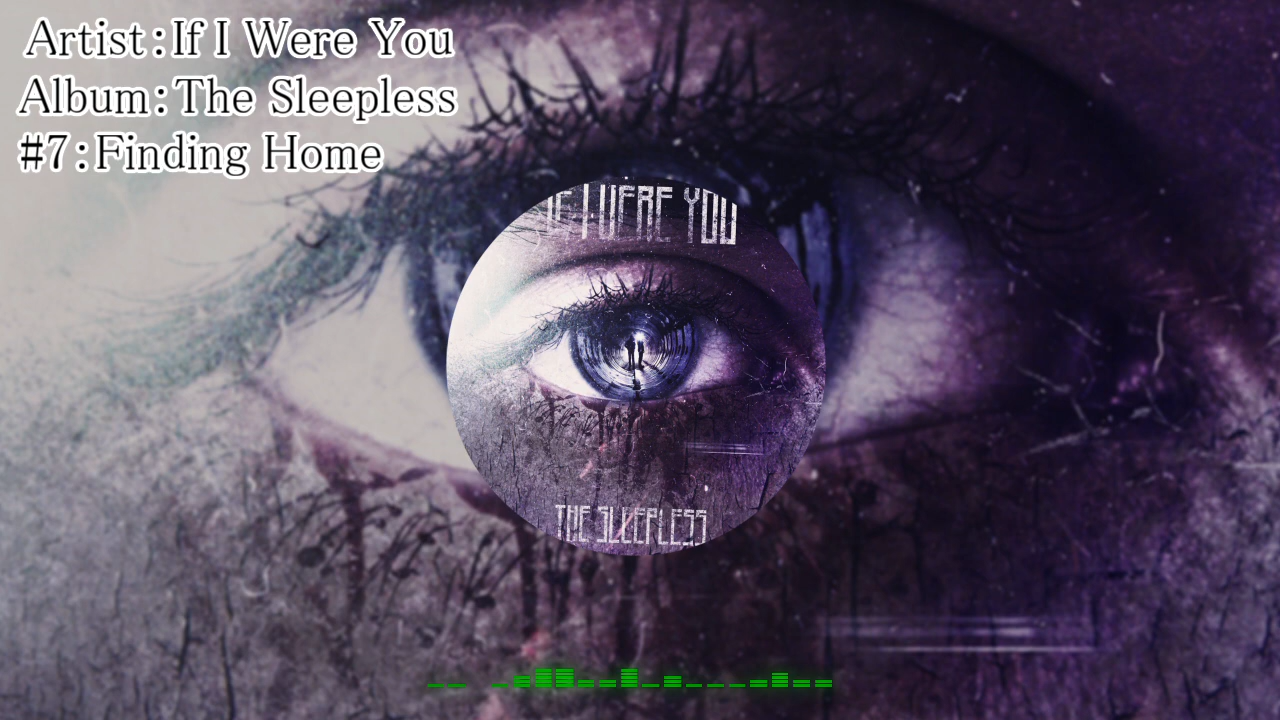 Artist:If I Were You
Album:The Sleepless
#7:Finding Home
IF I WERE YOU
THE SLEEPLESS